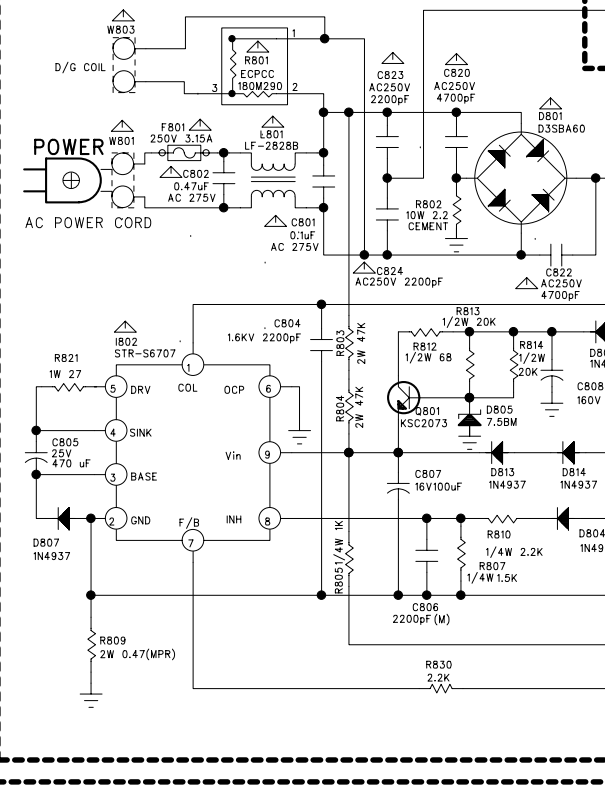 W803
D/G COIL
1
R801
ECPCC
180M290
3
2
C823
AC250V
2200pF
C820
AC250V
4700pF
D801
D3SBA60
POWER
W801
F801
250V 3.15A
L801
LF-2828B
C802
0.47uF
AC 275V
AC POWER CORD
C801
0.1uF
AC 275V
R802
10W 2.2
CEMENT
C824
AC250V 2200pF
C822
AC250V
4700pF
I802
STR-S6707
C804
1.6KV 2200pF
R803
2W 47K
R804
2W 47K
R813
1/2W 20K
R812
1/2W 68
R814
1/2W
20K
C808
160V
1N4
Q801
KSC2073
D805
7.5BM
R821
1W 27
1
COL
5
DRV
OCP
6
4
SINK
C805
25V
470 uF
Vin
9
3
BASE
C807
16V100uF
D813
1N4937
D814
1N4937
2
GND
F/B
7
INH
8
D807
1N4937
R805 1/4W 1K
R810
1/4W 2.2K
D804
1N49
R807
1/4W 1.5K
C806
2200pF(M)
R809
2W 0.47(MPR)
R830
2.2K